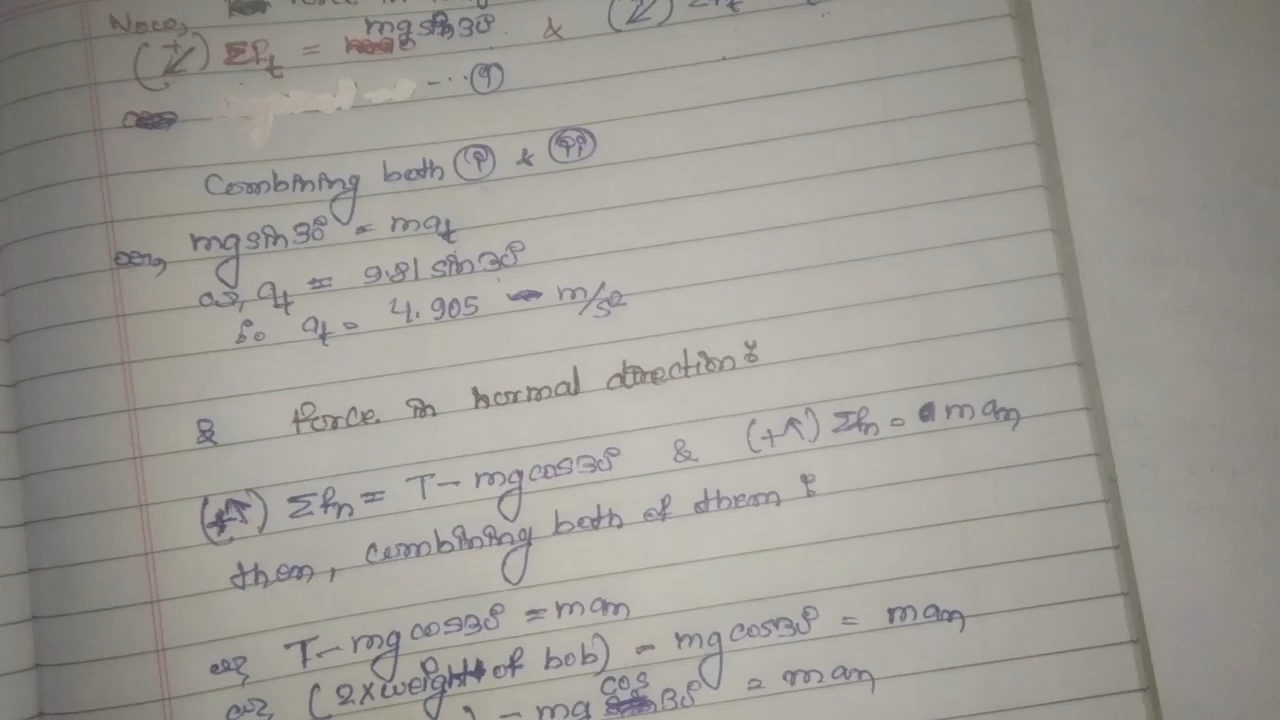 force in
Now,
(+↙) ΣFt = mg sin 30° & (↙) ΣFt
--- (i)
Combining both (i) & (ii)
or, mg sin 30° = mat
or, at = 9.81 sin 30°
So at = 4.905 m/s²
& force in normal direction:
(+↖) ΣFn = T - mg cos 30° & (+↖) ΣFn = man
then, combining both of them :
or, T - mg cos 30° = man
or, (2 x weight of bob) - mg cos 30° = man
- mg cos 30° = man